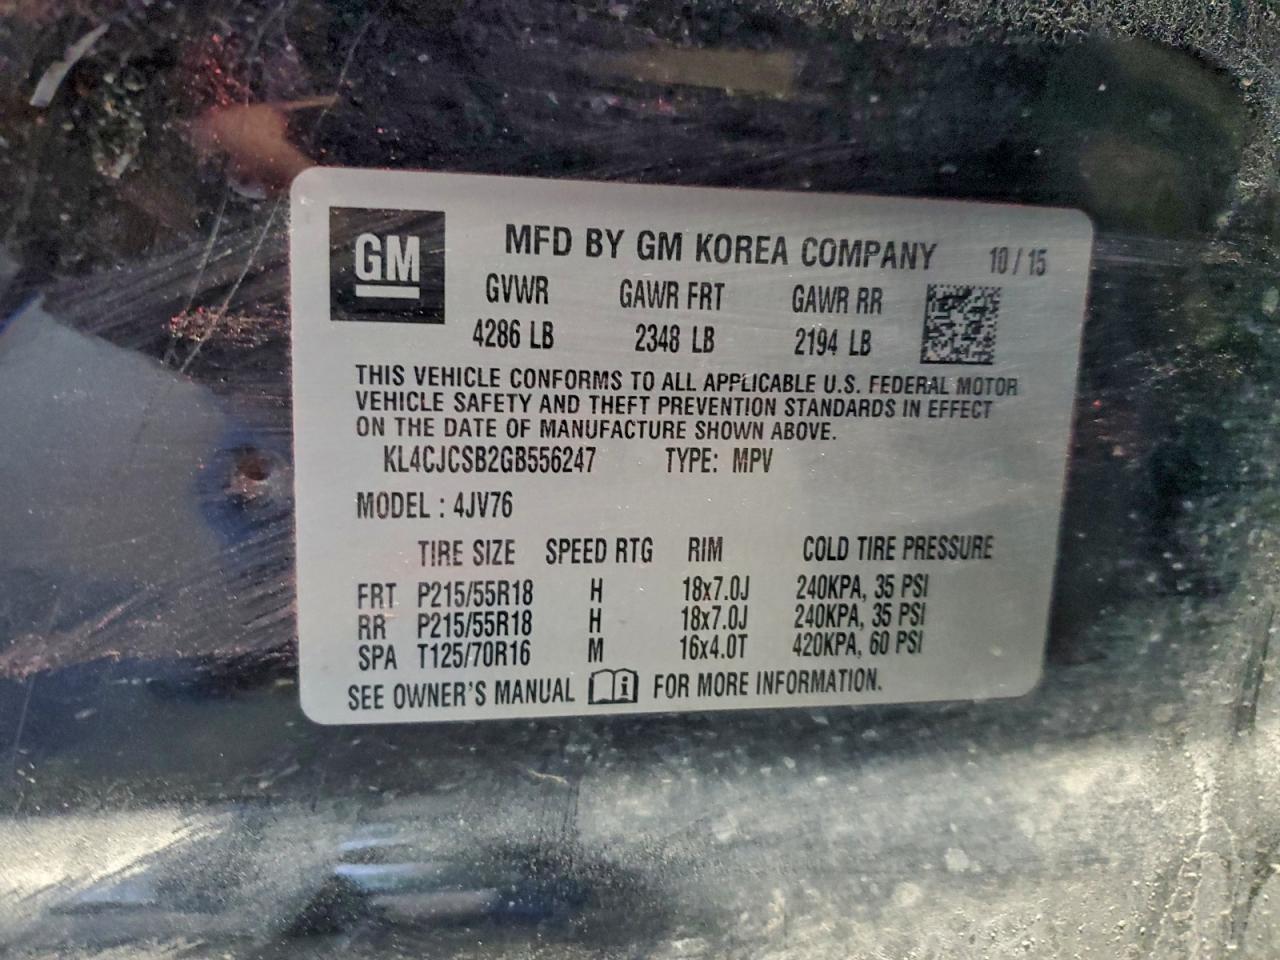 GM
MFD BY GM KOREA COMPANY 10/15
GVWR GAWR FRT GAWR RR
4286 LB 2348 LB 2194 LB
THIS VEHICLE CONFORMS TO ALL APPLICABLE U.S. FEDERAL MOTOR
VEHICLE SAFETY AND THEFT PREVENTION STANDARDS IN EFFECT
ON THE DATE OF MANUFACTURE SHOWN ABOVE.
KL4CJCSB2GB556247 TYPE: MPV
MODEL : 4JV76
TIRE SIZE SPEED RTG RIM COLD TIRE PRESSURE
FRT P215/55R18 H 18x7.0J 240KPA, 35 PSI
RR P215/55R18 H 18x7.0J 240KPA, 35 PSI
SPA T125/70R16 M 16x4.0T 420KPA, 60 PSI
SEE OWNER'S MANUAL i FOR MORE INFORMATION.